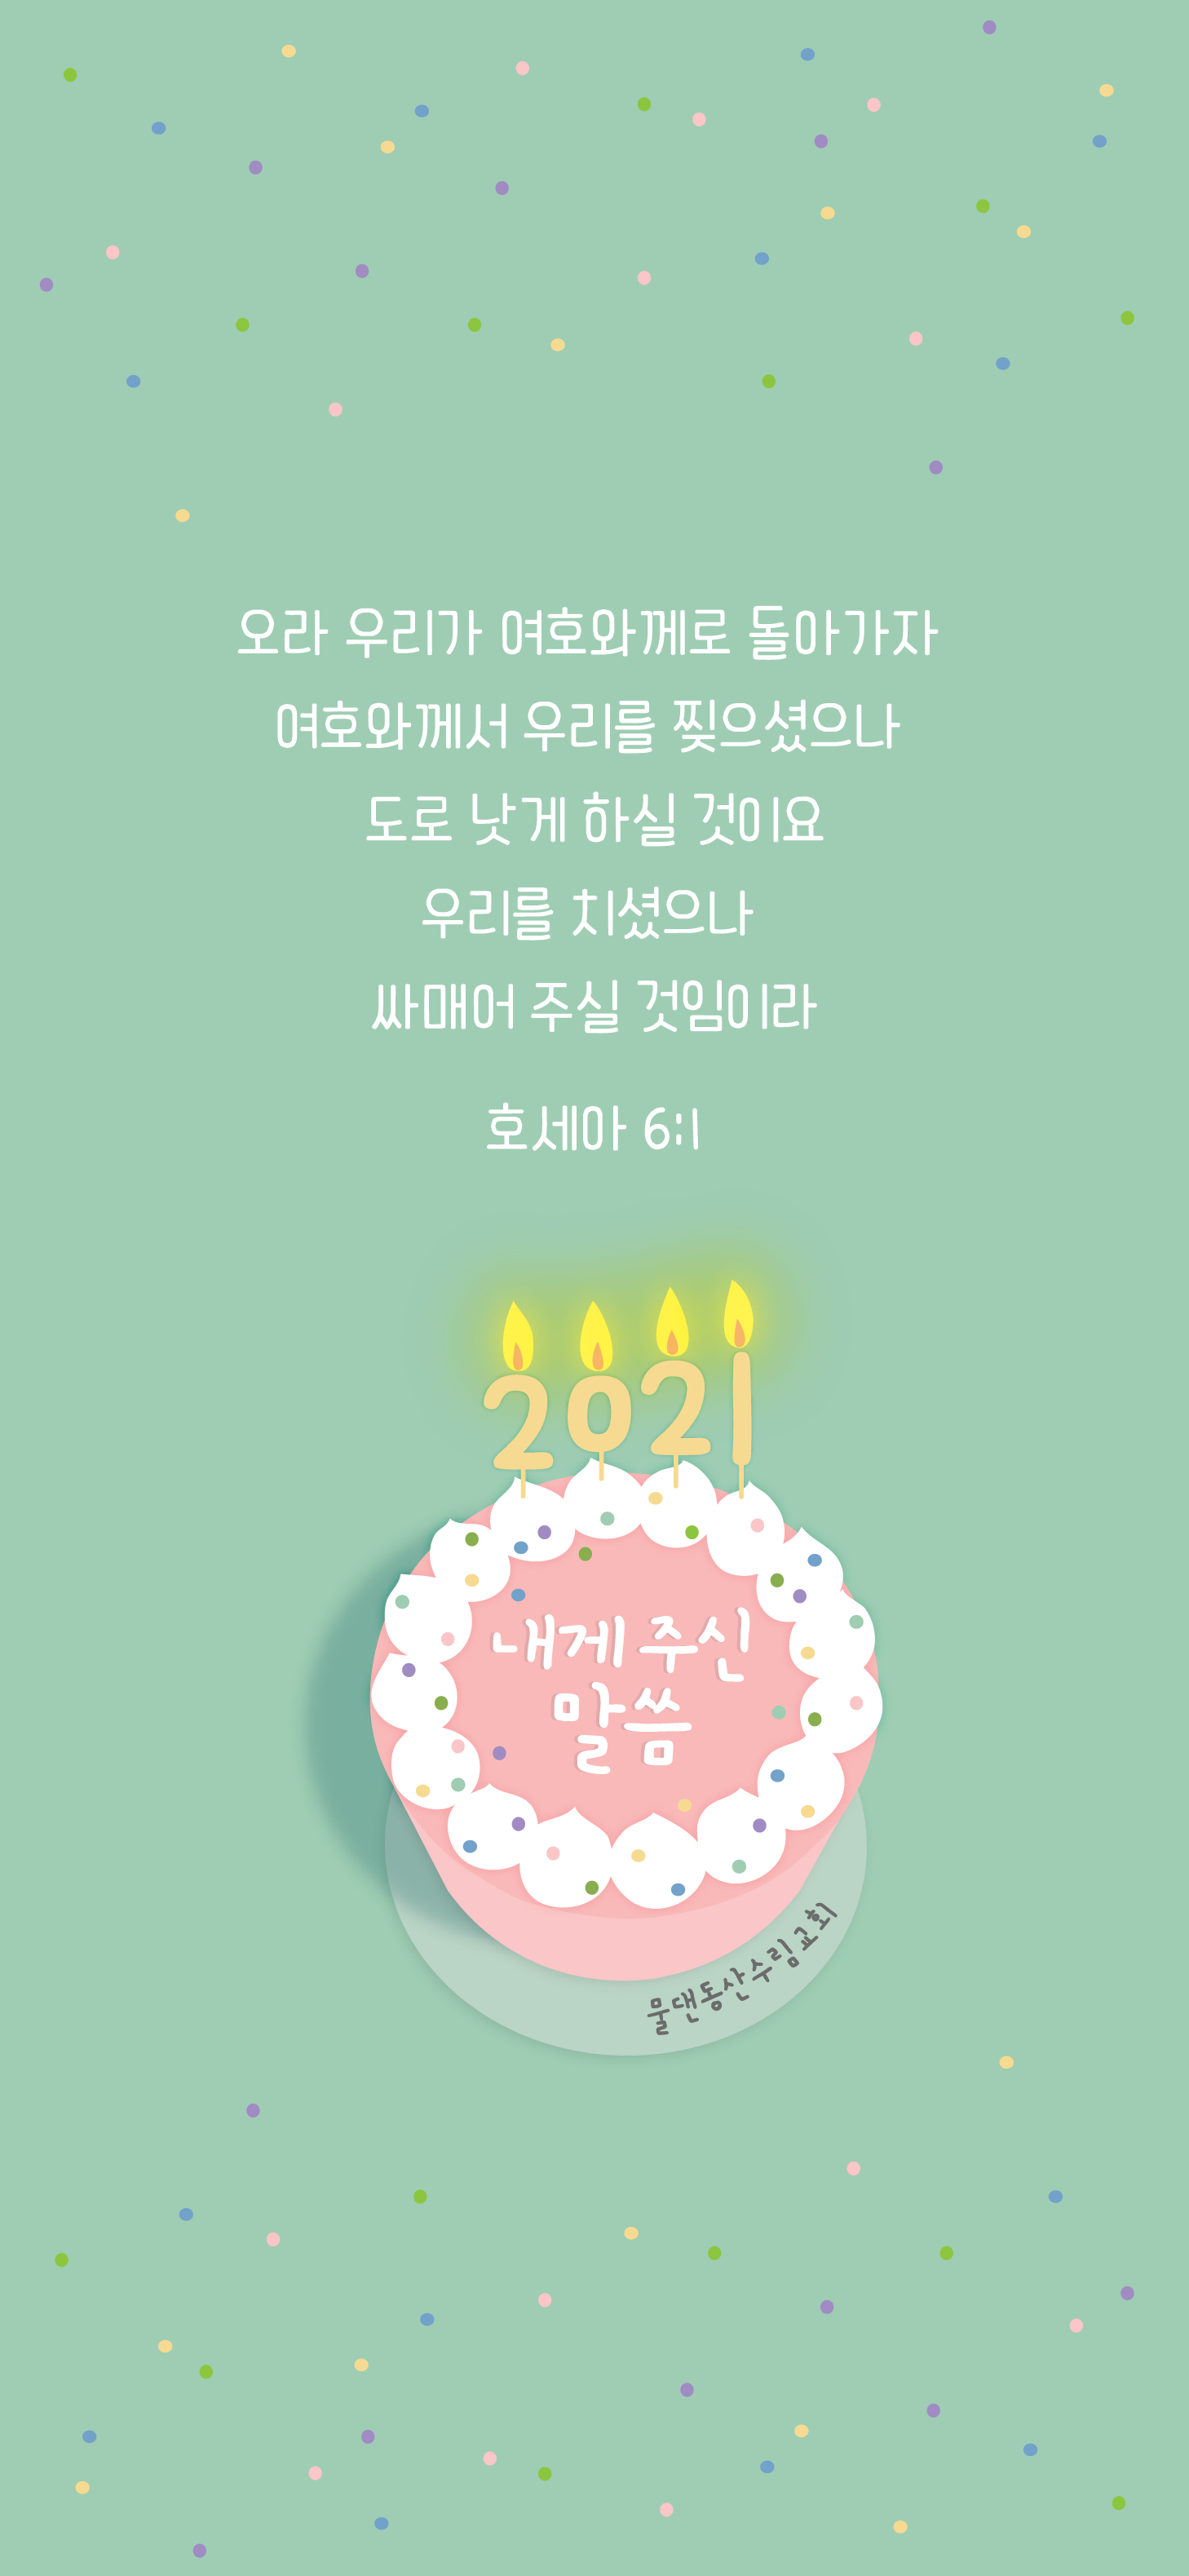 오라 우리가 여호와께로 돌아가자
여호와께서 우리를 찢으셨으나
도로 낫게 하실 것이요
우리를 치셨으나
싸매어 주실 것임이라
호세아 6:1
2021
내게 주신
말씀
물댄동산수림교회